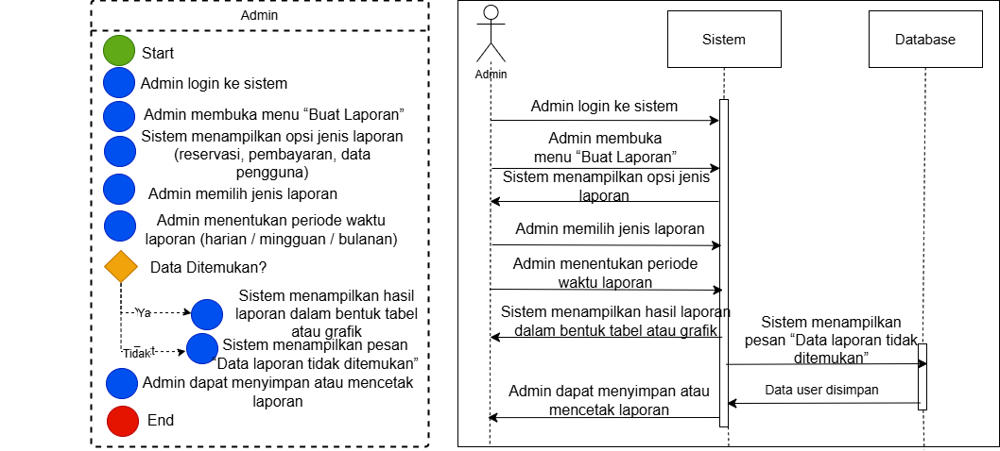 Admin
Start
Admin login ke sistem
Admin membuka menu “Buat Laporan”
Sistem menampilkan opsi jenis laporan
(reservasi, pembayaran, data
pengguna)
Admin memilih jenis laporan
Admin menentukan periode waktu
laporan (harian / mingguan / bulanan)
Data Ditemukan?
Ya
Sistem menampilkan hasil
laporan dalam bentuk tabel
atau grafik
Tidak
Sistem menampilkan pesan
“Data laporan tidak ditemukan”
Admin dapat menyimpan atau mencetak
laporan
End
Admin
Sistem
Database
Admin login ke sistem
Admin membuka
menu “Buat Laporan”
Sistem menampilkan opsi jenis
laporan
Admin memilih jenis laporan
Admin menentukan periode
waktu laporan
Sistem menampilkan hasil laporan
dalam bentuk tabel atau grafik
Sistem menampilkan
pesan “Data laporan tidak
ditemukan”
Data user disimpan
Admin dapat menyimpan atau
mencetak laporan